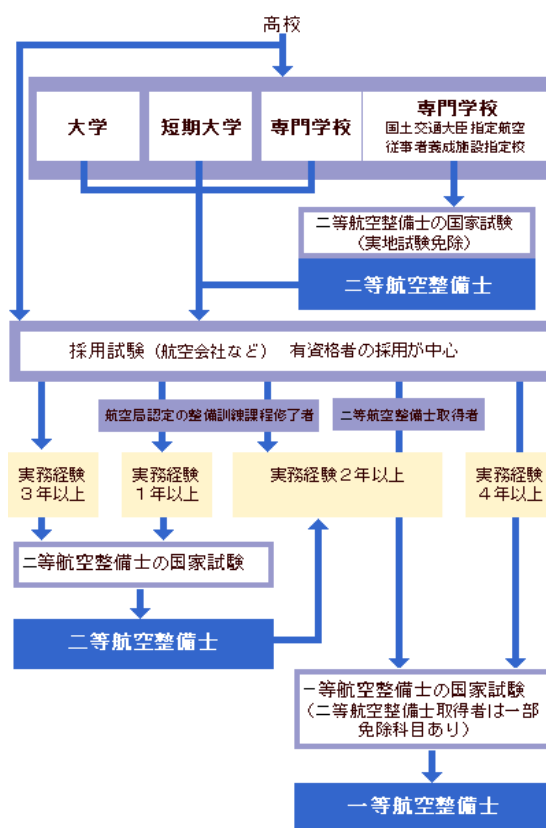 高校
大学
短期大学
専門学校
専門学校
国土交通大臣指定航空
従事者養成施設指定校
二等航空整備士の国家試験
(実地試験免除)
二等航空整備士
採用試験（航空会社など）　有資格者の採用が中心
航空局認定の整備訓練課程修了者
二等航空整備士取得者
実務経験
3年以上
実務経験
1年以上
実務経験2年以上
実務経験
4年以上
二等航空整備士の国家試験
二等航空整備士
一等航空整備士の国家試験
（二等航空整備士取得者は一部
免除科目あり）
一等航空整備士